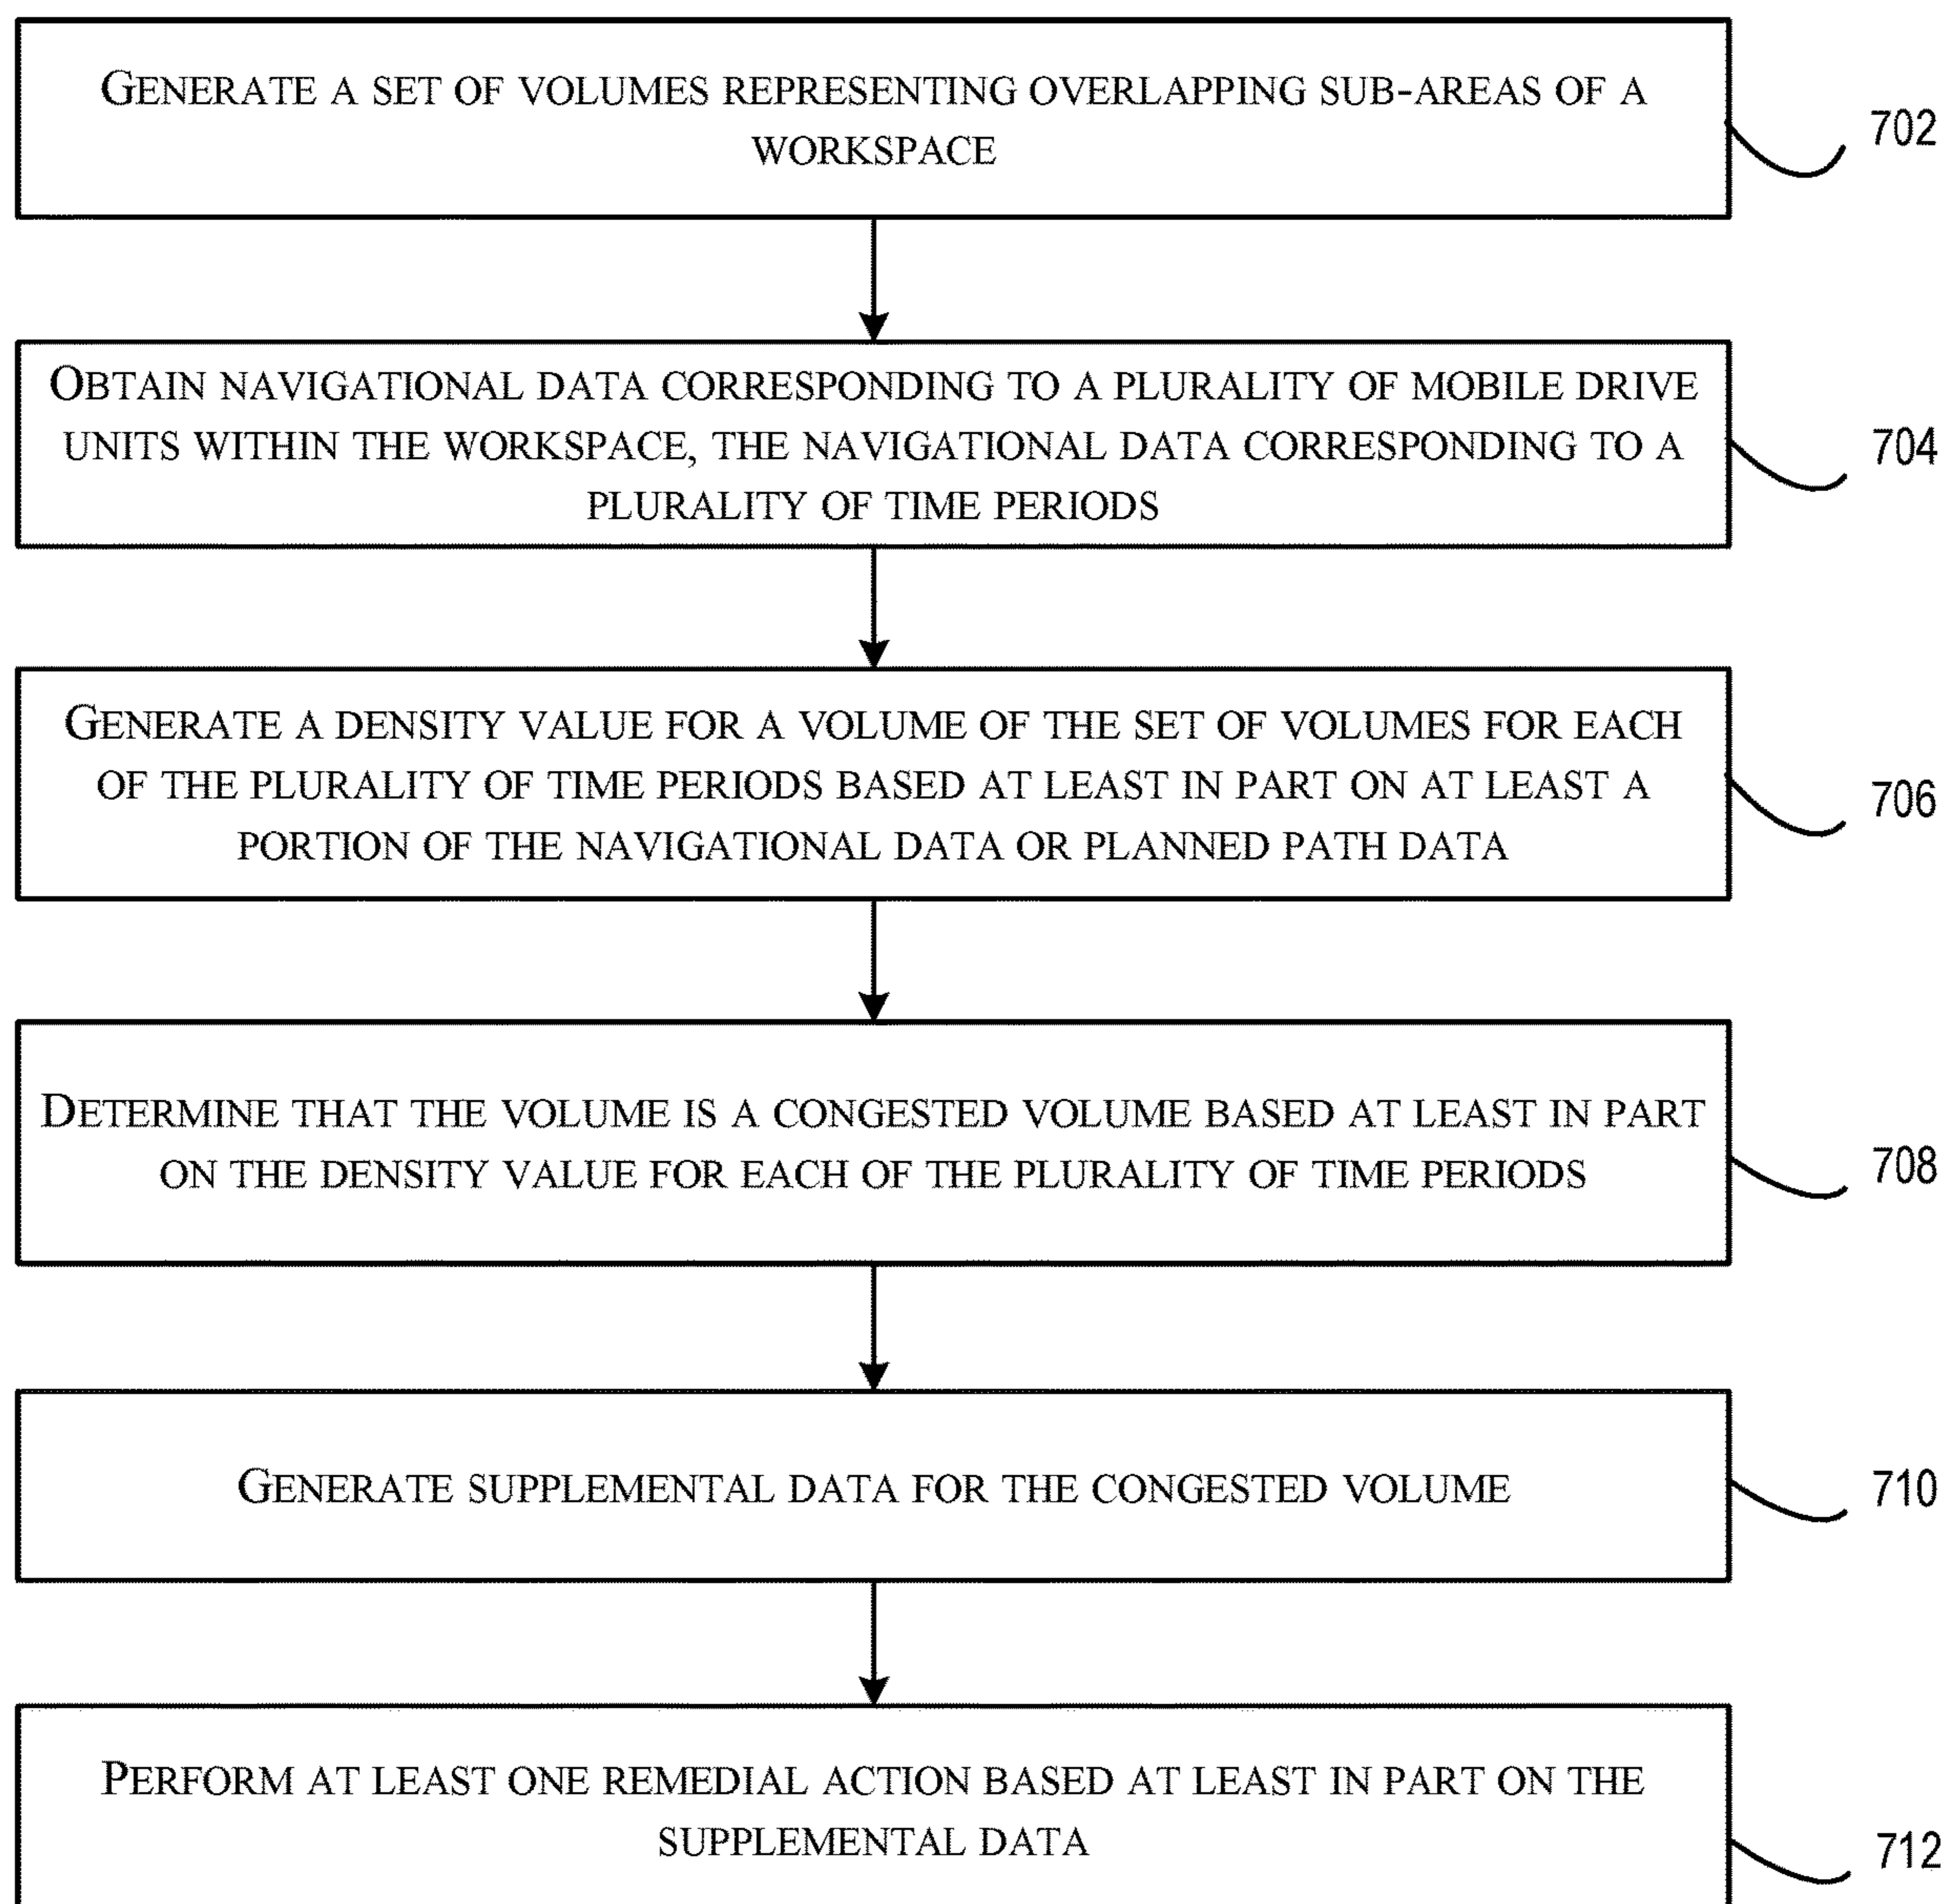 GENERATE A SET OF VOLUMES REPRESENTING OVERLAPPING SUB-AREAS OF A
WORKSPACE
702
OBTAIN NAVIGATIONAL DATA CORRESPONDING TO A PLURALITY OF MOBILE DRIVE
UNITS WITHIN THE WORKSPACE, THE NAVIGATIONAL DATA CORRESPONDING TO A
PLURALITY OF TIME PERIODS
704
GENERATE A DENSITY VALUE FOR A VOLUME OF THE SET OF VOLUMES FOR EACH
OF THE PLURALITY OF TIME PERIODS BASED AT LEAST IN PART ON AT LEAST A
PORTION OF THE NAVIGATIONAL DATA OR PLANNED PATH DATA
706
DETERMINE THAT THE VOLUME IS A CONGESTED VOLUME BASED AT LEAST IN PART
ON THE DENSITY VALUE FOR EACH OF THE PLURALITY OF TIME PERIODS
708
GENERATE SUPPLEMENTAL DATA FOR THE CONGESTED VOLUME
710
PERFORM AT LEAST ONE REMEDIAL ACTION BASED AT LEAST IN PART ON THE
SUPPLEMENTAL DATA
712